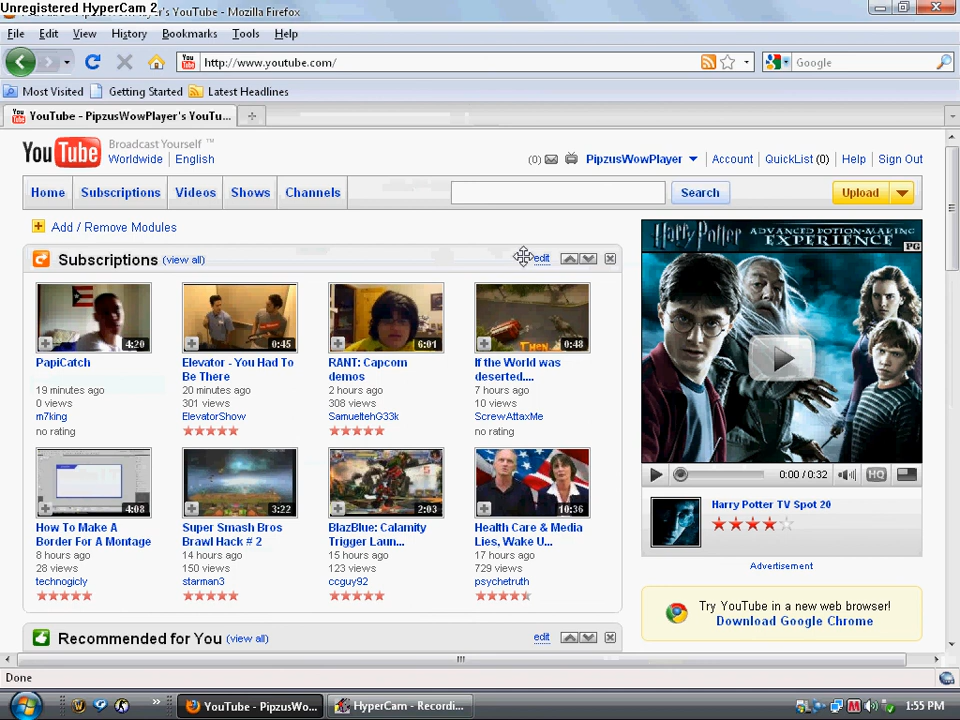 Unregistered HyperCam 2
's YouTube - Mozilla Firefox
File Edit View History Bookmarks Tools Help
http://www.youtube.com/
Google
Most Visited Getting Started Latest Headlines
YouTube - PipzusWowPlayer's YouTu...
YouTube
Broadcast Yourself ™
Worldwide English
(0) PipzusWowPlayer Account QuickList (0) Help Sign Out
Home Subscriptions Videos Shows Channels Search Upload
Add / Remove Modules
Subscriptions (view all) edit
4:20 0:45 6:01 0:48
PapiCatch Elevator - You Had To RANT: Capcom If the World was
Be There demos deserted....
19 minutes ago 20 minutes ago 2 hours ago 7 hours ago
0 views 301 views 308 views 10 views
m7king ElevatorShow SamueltehG33k ScrewAttaxMe
no rating no rating
THEN
4:08 3:22 2:03 10:36
How To Make A Super Smash Bros BlazBlue: Calamity Health Care & Media
Border For A Montage Brawl Hack # 2 Trigger Laun... Lies, Wake U...
8 hours ago 14 hours ago 15 hours ago 17 hours ago
28 views 150 views 123 views 729 views
technogicly starman3 ccguy92 psychetruth
Recommended for You (view all) edit
Harry Potter ADVANCED POTION-MAKING
EXPERIENCE PG
0:00 / 0:32 HQ
Harry Potter TV Spot 20
Advertisement
Try YouTube in a new web browser!
Download Google Chrome
Done
YouTube - PipzusWo... HyperCam - Recordi... 1:55 PM